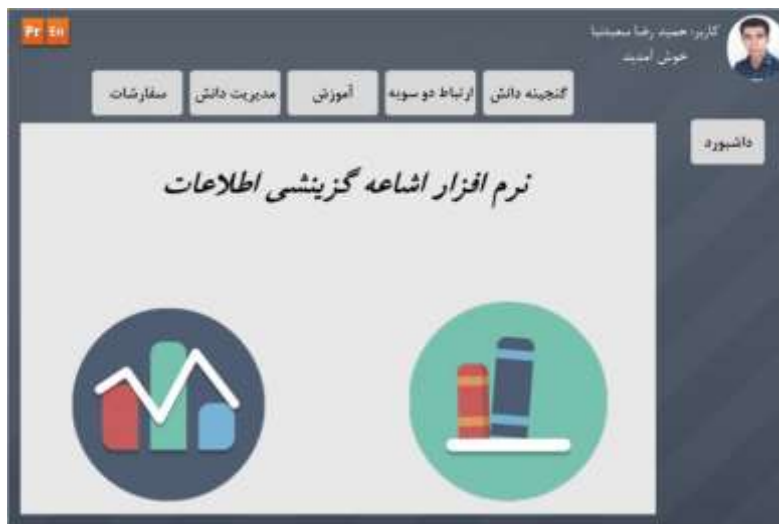 کاربر: حمید رضا سعیدنیا
خوش آمدید
Pr En
گنجینه دانش
ارتباط دو سویه
آموزش
مدیریت دانش
سفارشات
داشبورد
نرم افزار اشاعه گزینشی اطلاعات